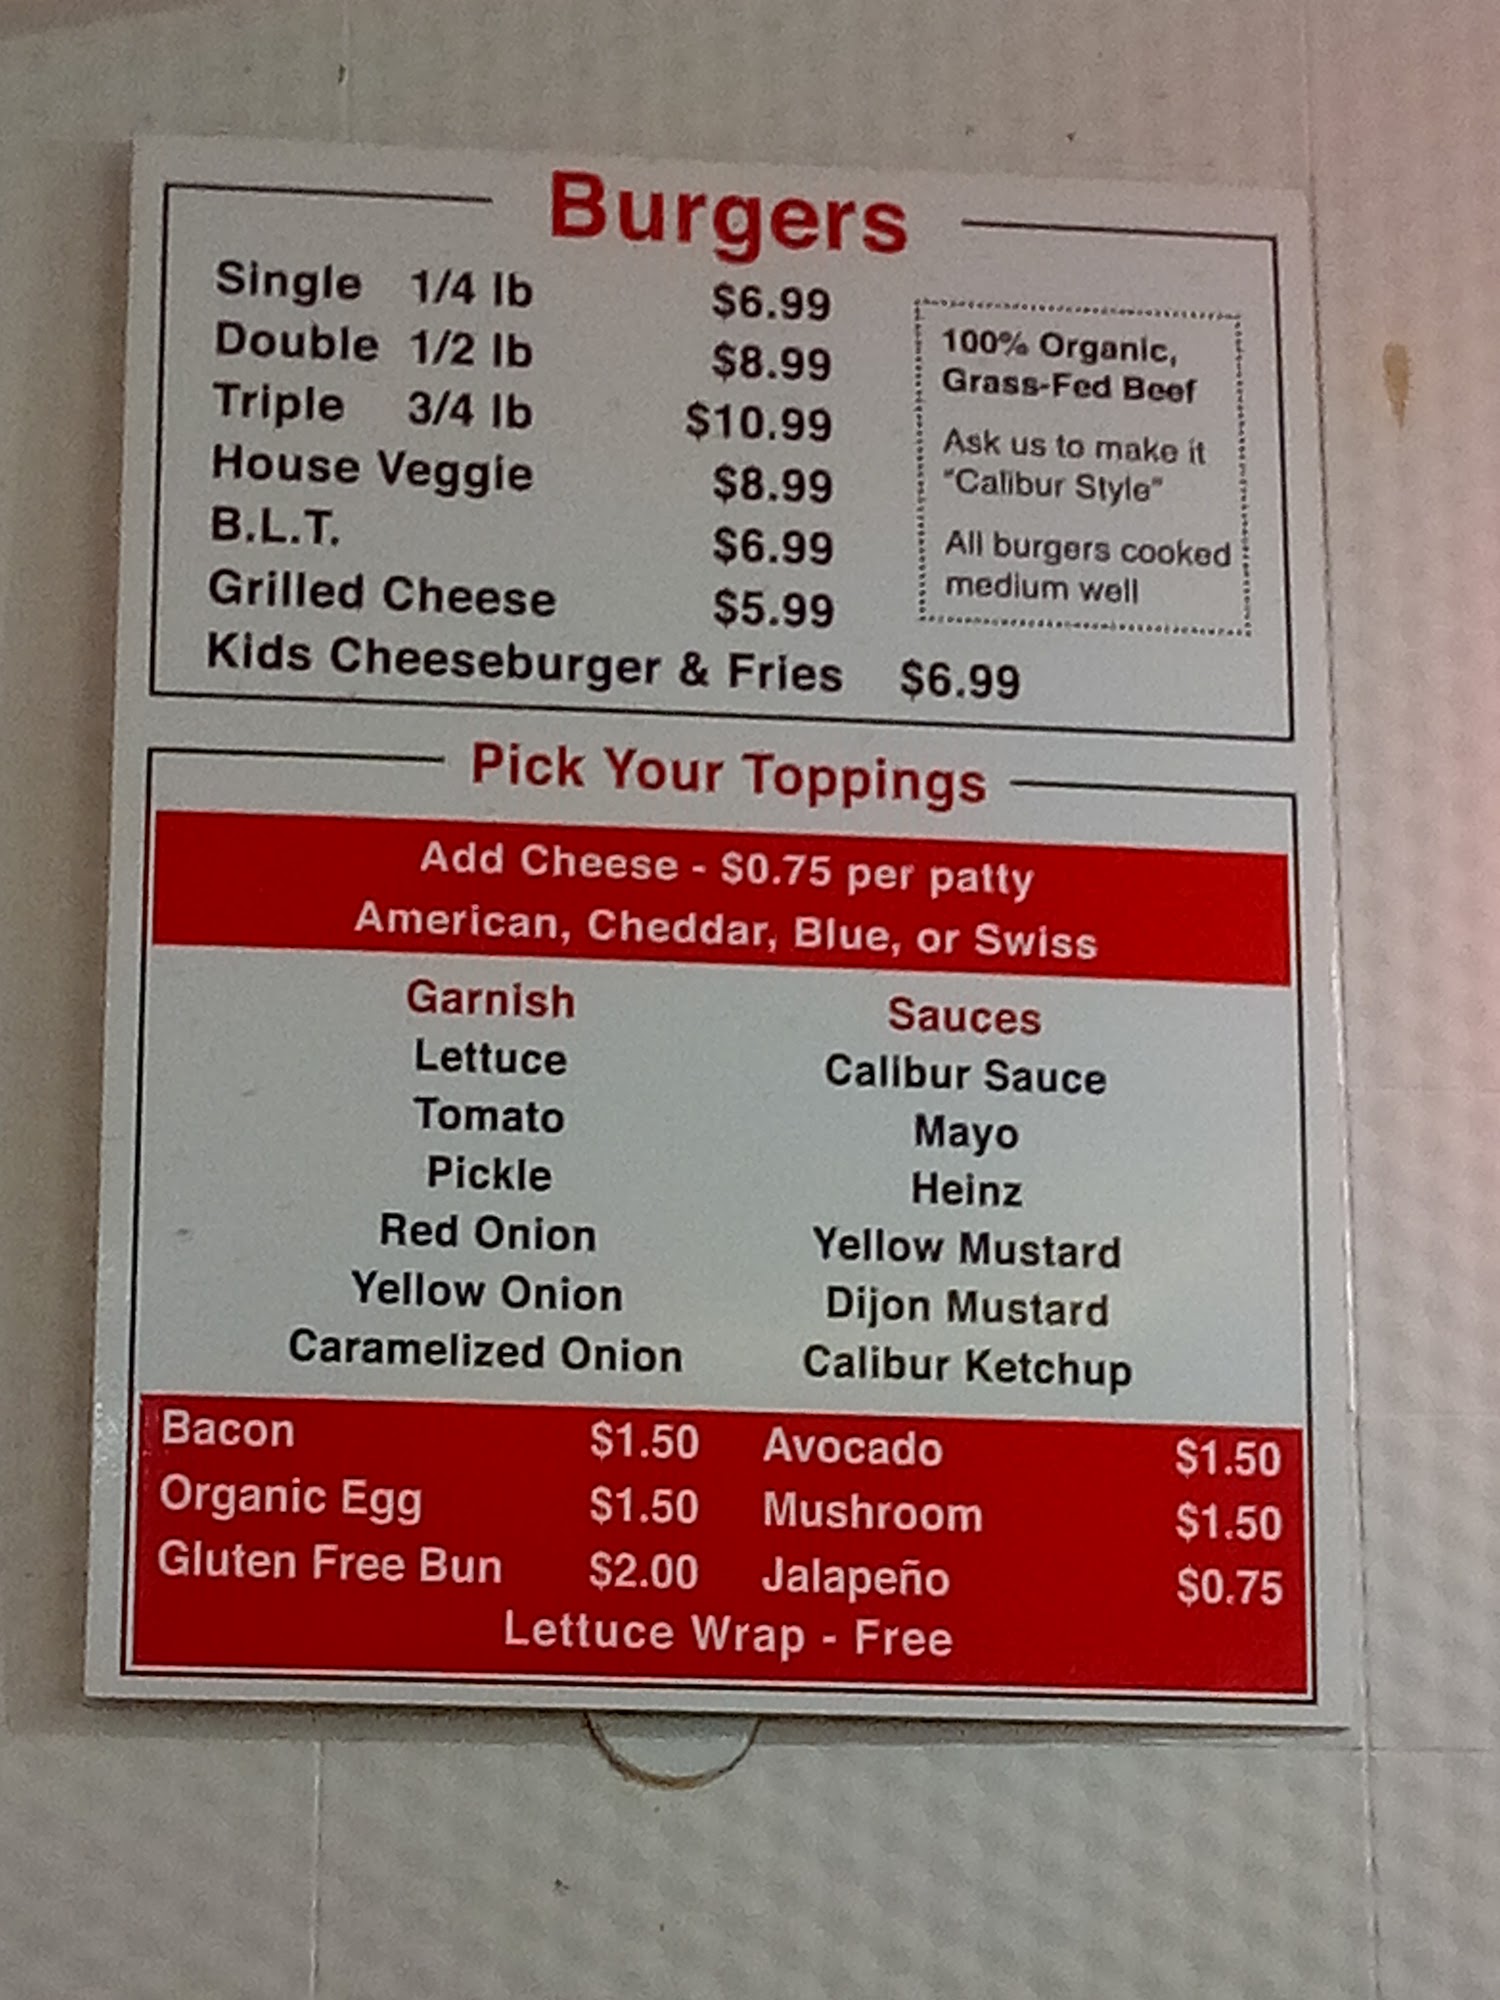 Burgers
Single 1/4 lb $6.99
Double 1/2 lb $8.99
Triple 3/4 lb $10.99
House Veggie $8.99
B.L.T. $6.99
Grilled Cheese $5.99
Kids Cheeseburger & Fries $6.99
100% Organic,
Grass-Fed Beef
Ask us to make it
"Calibur Style"
All burgers cooked
medium well
Pick Your Toppings
Add Cheese - $0.75 per patty
American, Cheddar, Blue, or Swiss
Garnish
Lettuce
Tomato
Pickle
Red Onion
Yellow Onion
Caramelized Onion
Sauces
Calibur Sauce
Mayo
Heinz
Yellow Mustard
Dijon Mustard
Calibur Ketchup
Bacon $1.50 Avocado $1.50
Organic Egg $1.50 Mushroom $1.50
Gluten Free Bun $2.00 Jalapeño $0.75
Lettuce Wrap - Free